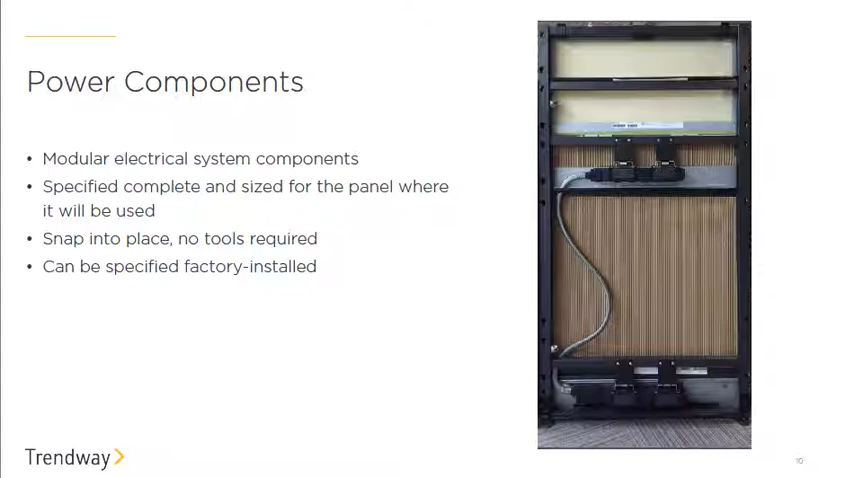 Power Components
• Modular electrical system components
• Specified complete and sized for the panel where
it will be used
• Snap into place, no tools required
• Can be specified factory-installed
Trendway
10